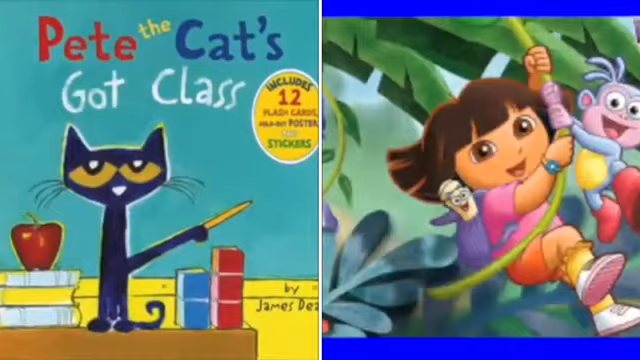 Pete the Cat's
Got Class
INCLUDES
12
FLASH CARDS,
FOLD-OUT POSTER
AND
STICKERS
by
James Dea